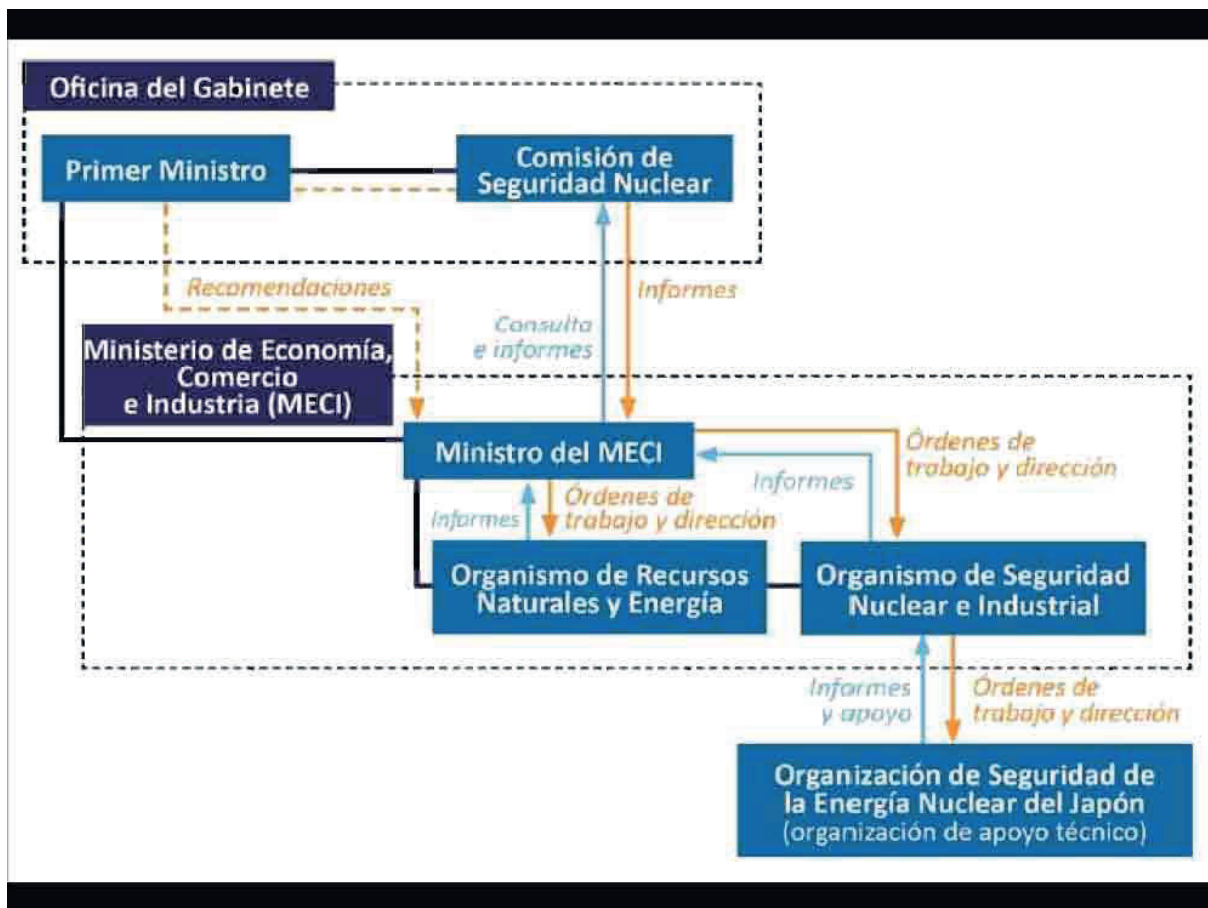 Oficina del Gabinete
Primer Ministro
Comisión de
Seguridad Nuclear
Recomendaciones
Informes
Consulta
e informes
Ministerio de Economía,
Comercio
e Industria (MECI)
Ministro del MECI
Órdenes de
trabajo y dirección
Informes
Informes
Órdenes de
trabajo y dirección
Organismo de Recursos
Naturales y Energía
Organismo de Seguridad
Nuclear e Industrial
Informes
y apoyo
Órdenes de
trabajo y dirección
Organización de Seguridad de
la Energía Nuclear del Japón
(organización de apoyo técnico)